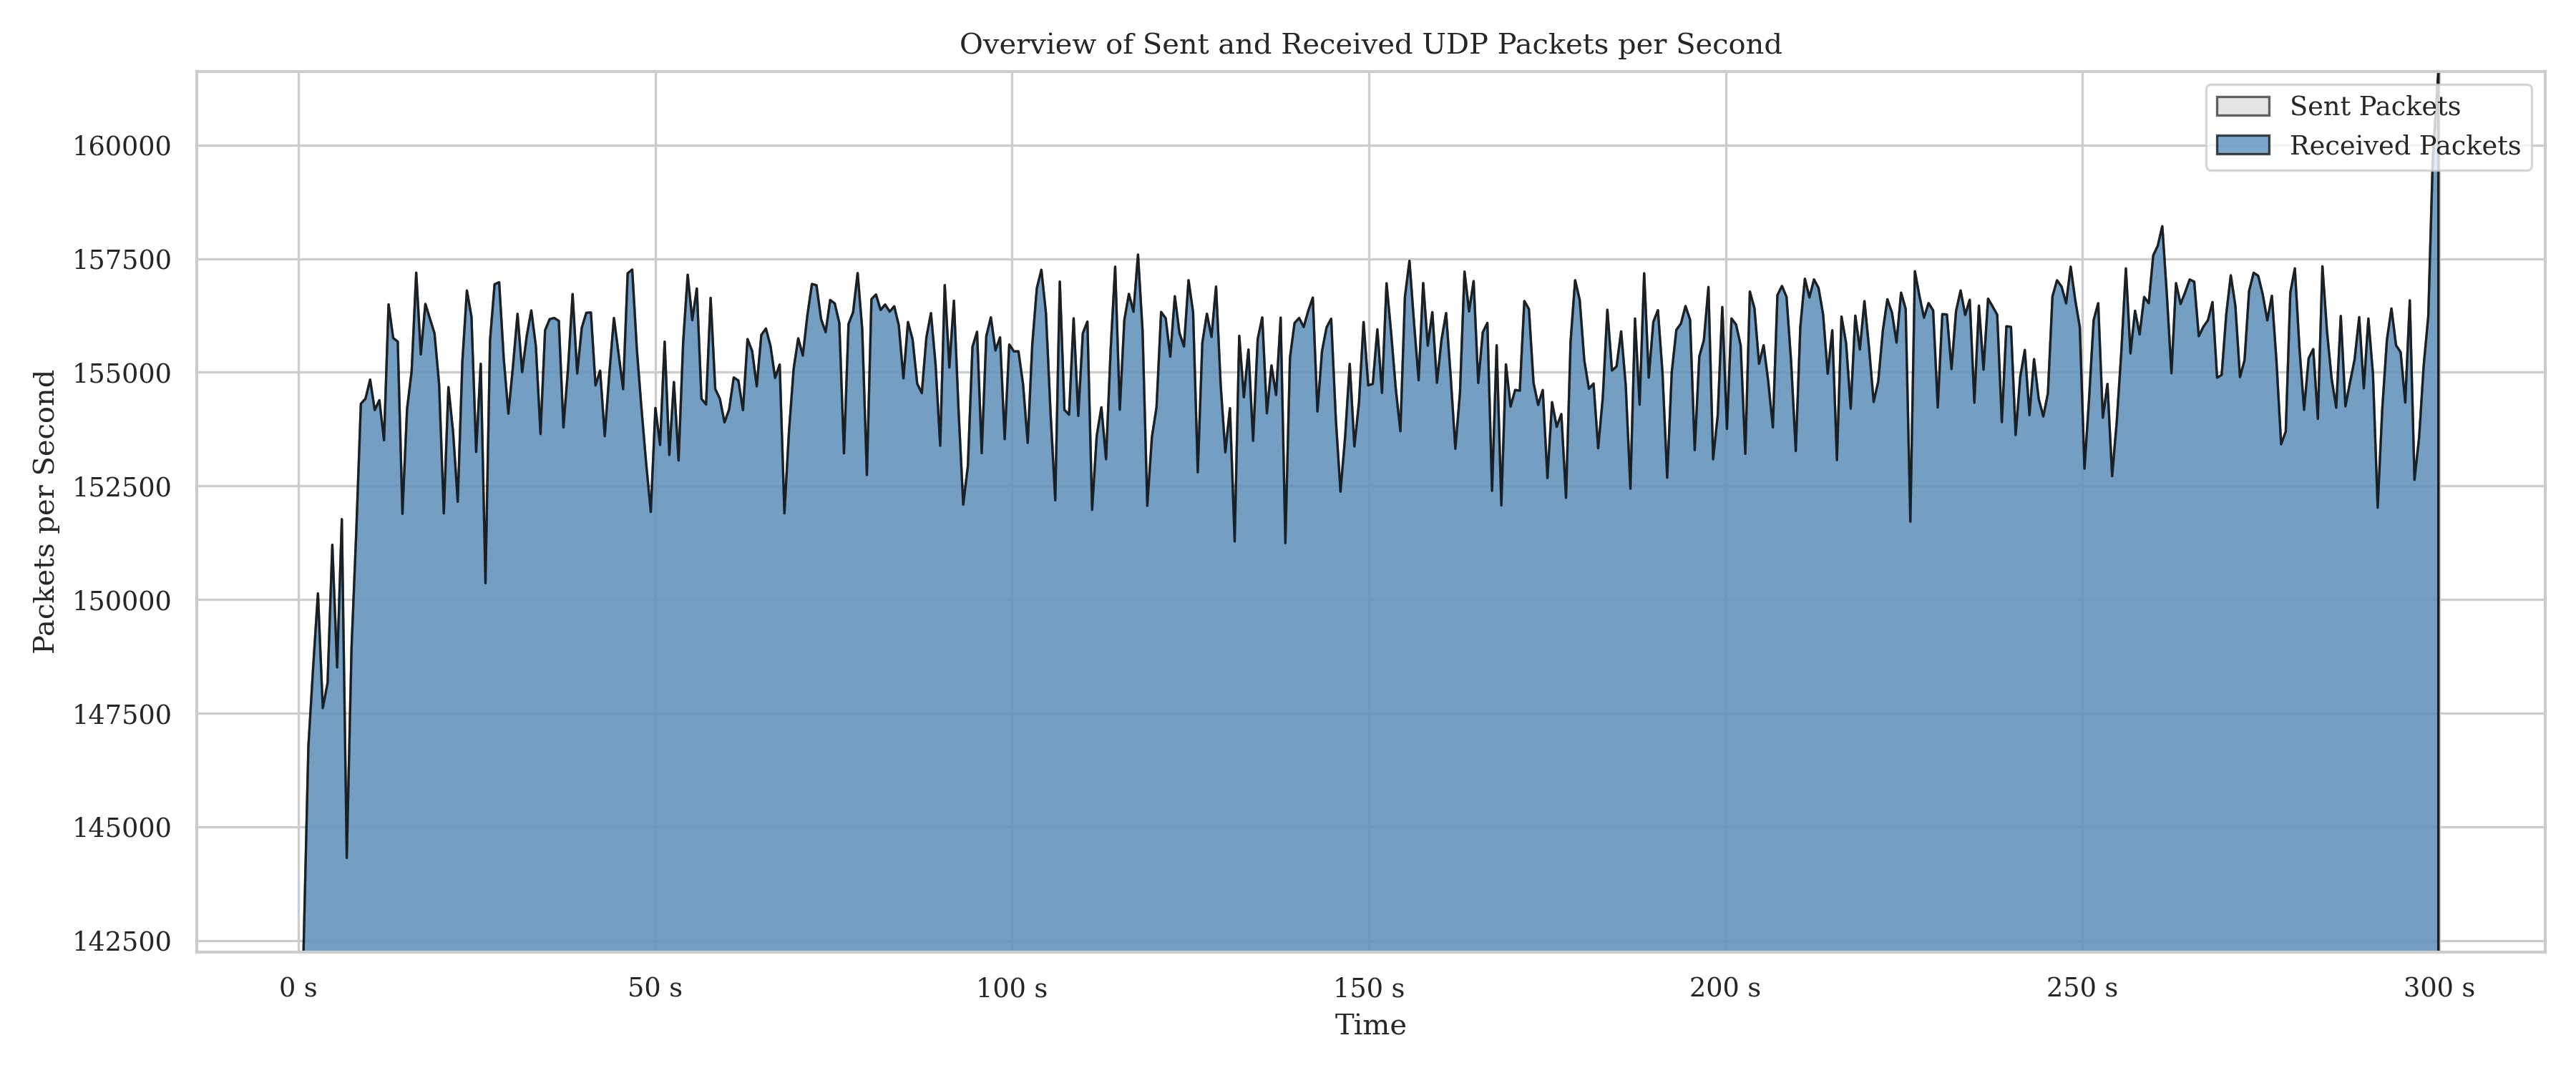 Overview of Sent and Received UDP Packets per Second
Sent Packets
Received Packets
Packets per Second
160000
157500
155000
152500
150000
147500
145000
142500
0 s 50 s 100 s 150 s 200 s 250 s 300 s
Time